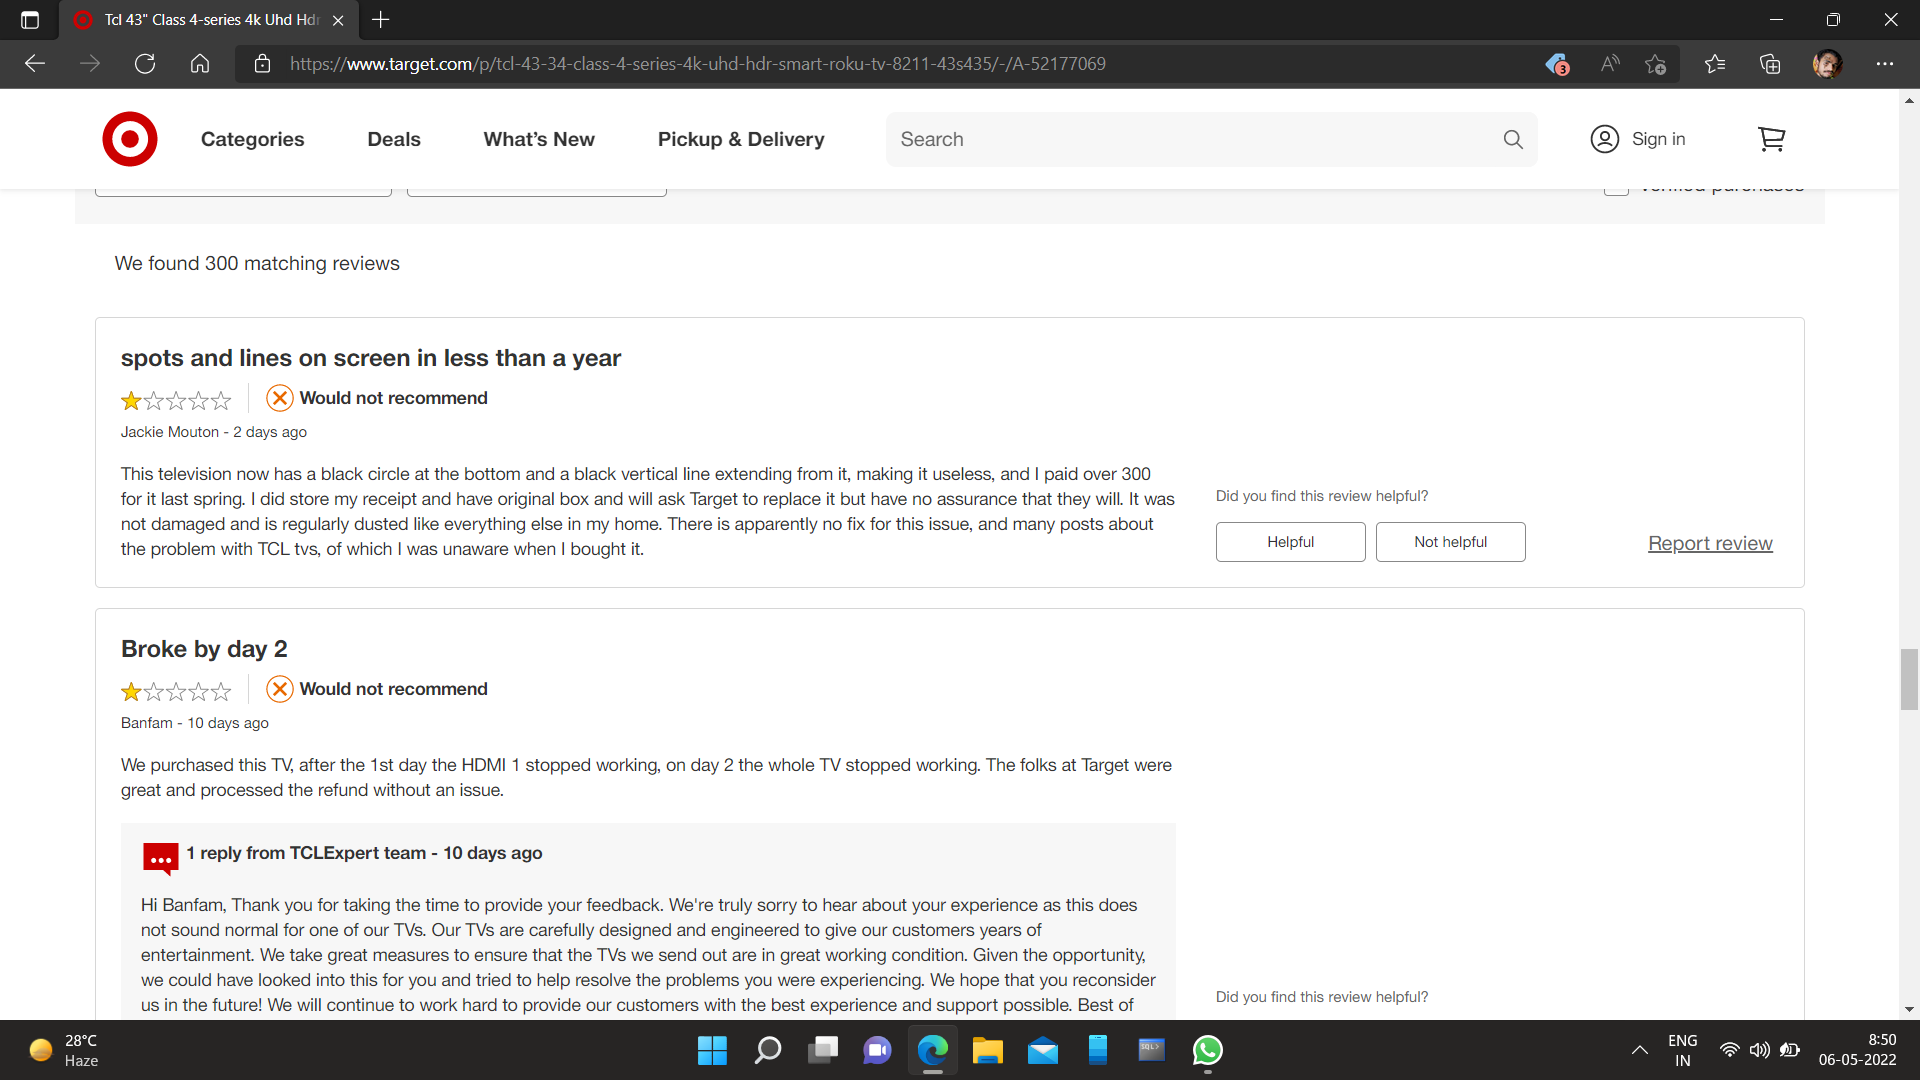 Tcl 43" Class 4-series 4k Uhd Hdr
https://www.target.com/p/tcl-43-34-class-4-series-4k-uhd-hdr-smart-roku-tv-8211-43s435/-/A-52177069
3
Categories
Deals
What's New
Pickup & Delivery
Search
Sign in
verified purchases
We found 300 matching reviews
spots and lines on screen in less than a year
Would not recommend
Jackie Mouton - 2 days ago
This television now has a black circle at the bottom and a black vertical line extending from it, making it useless, and I paid over 300
for it last spring. I did store my receipt and have original box and will ask Target to replace it but have no assurance that they will. It was
not damaged and is regularly dusted like everything else in my home. There is apparently no fix for this issue, and many posts about
the problem with TCL tvs, of which I was unaware when I bought it.
Did you find this review helpful?
Helpful
Not helpful
Report review
Broke by day 2
Would not recommend
Banfam - 10 days ago
We purchased this TV, after the 1st day the HDMI 1 stopped working, on day 2 the whole TV stopped working. The folks at Target were
great and processed the refund without an issue.
1 reply from TCLExpert team - 10 days ago
Hi Banfam, Thank you for taking the time to provide your feedback. We're truly sorry to hear about your experience as this does
not sound normal for one of our TVs. Our TVs are carefully designed and engineered to give our customers years of
entertainment. We take great measures to ensure that the TVs we send out are in great working condition. Given the opportunity,
we could have looked into this for you and tried to help resolve the problems you were experiencing. We hope that you reconsider
us in the future! We will continue to work hard to provide our customers with the best experience and support possible. Best of
Did you find this review helpful?
28°C
Haze
SQL>
ENG
IN
8:50
06-05-2022